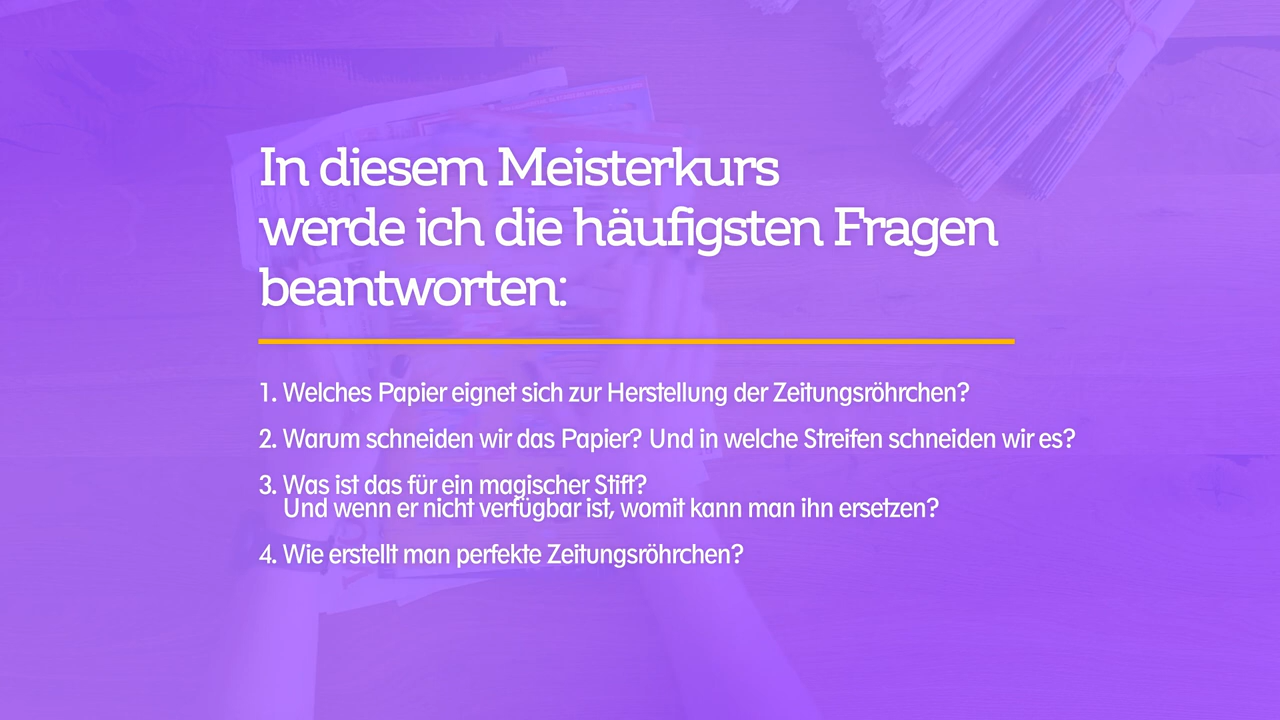 In diesem Meisterkurs
werde ich die häufigsten Fragen
beantworten:
1. Welches Papier eignet sich zur Herstellung der Zeitungsröhrchen?
2. Warum schneiden wir das Papier? Und in welche Streifen schneiden wir es?
3. Was ist das für ein magischer Stift?
Und wenn er nicht verfügbar ist, womit kann man ihn ersetzen?
4. Wie erstellt man perfekte Zeitungsröhrchen?